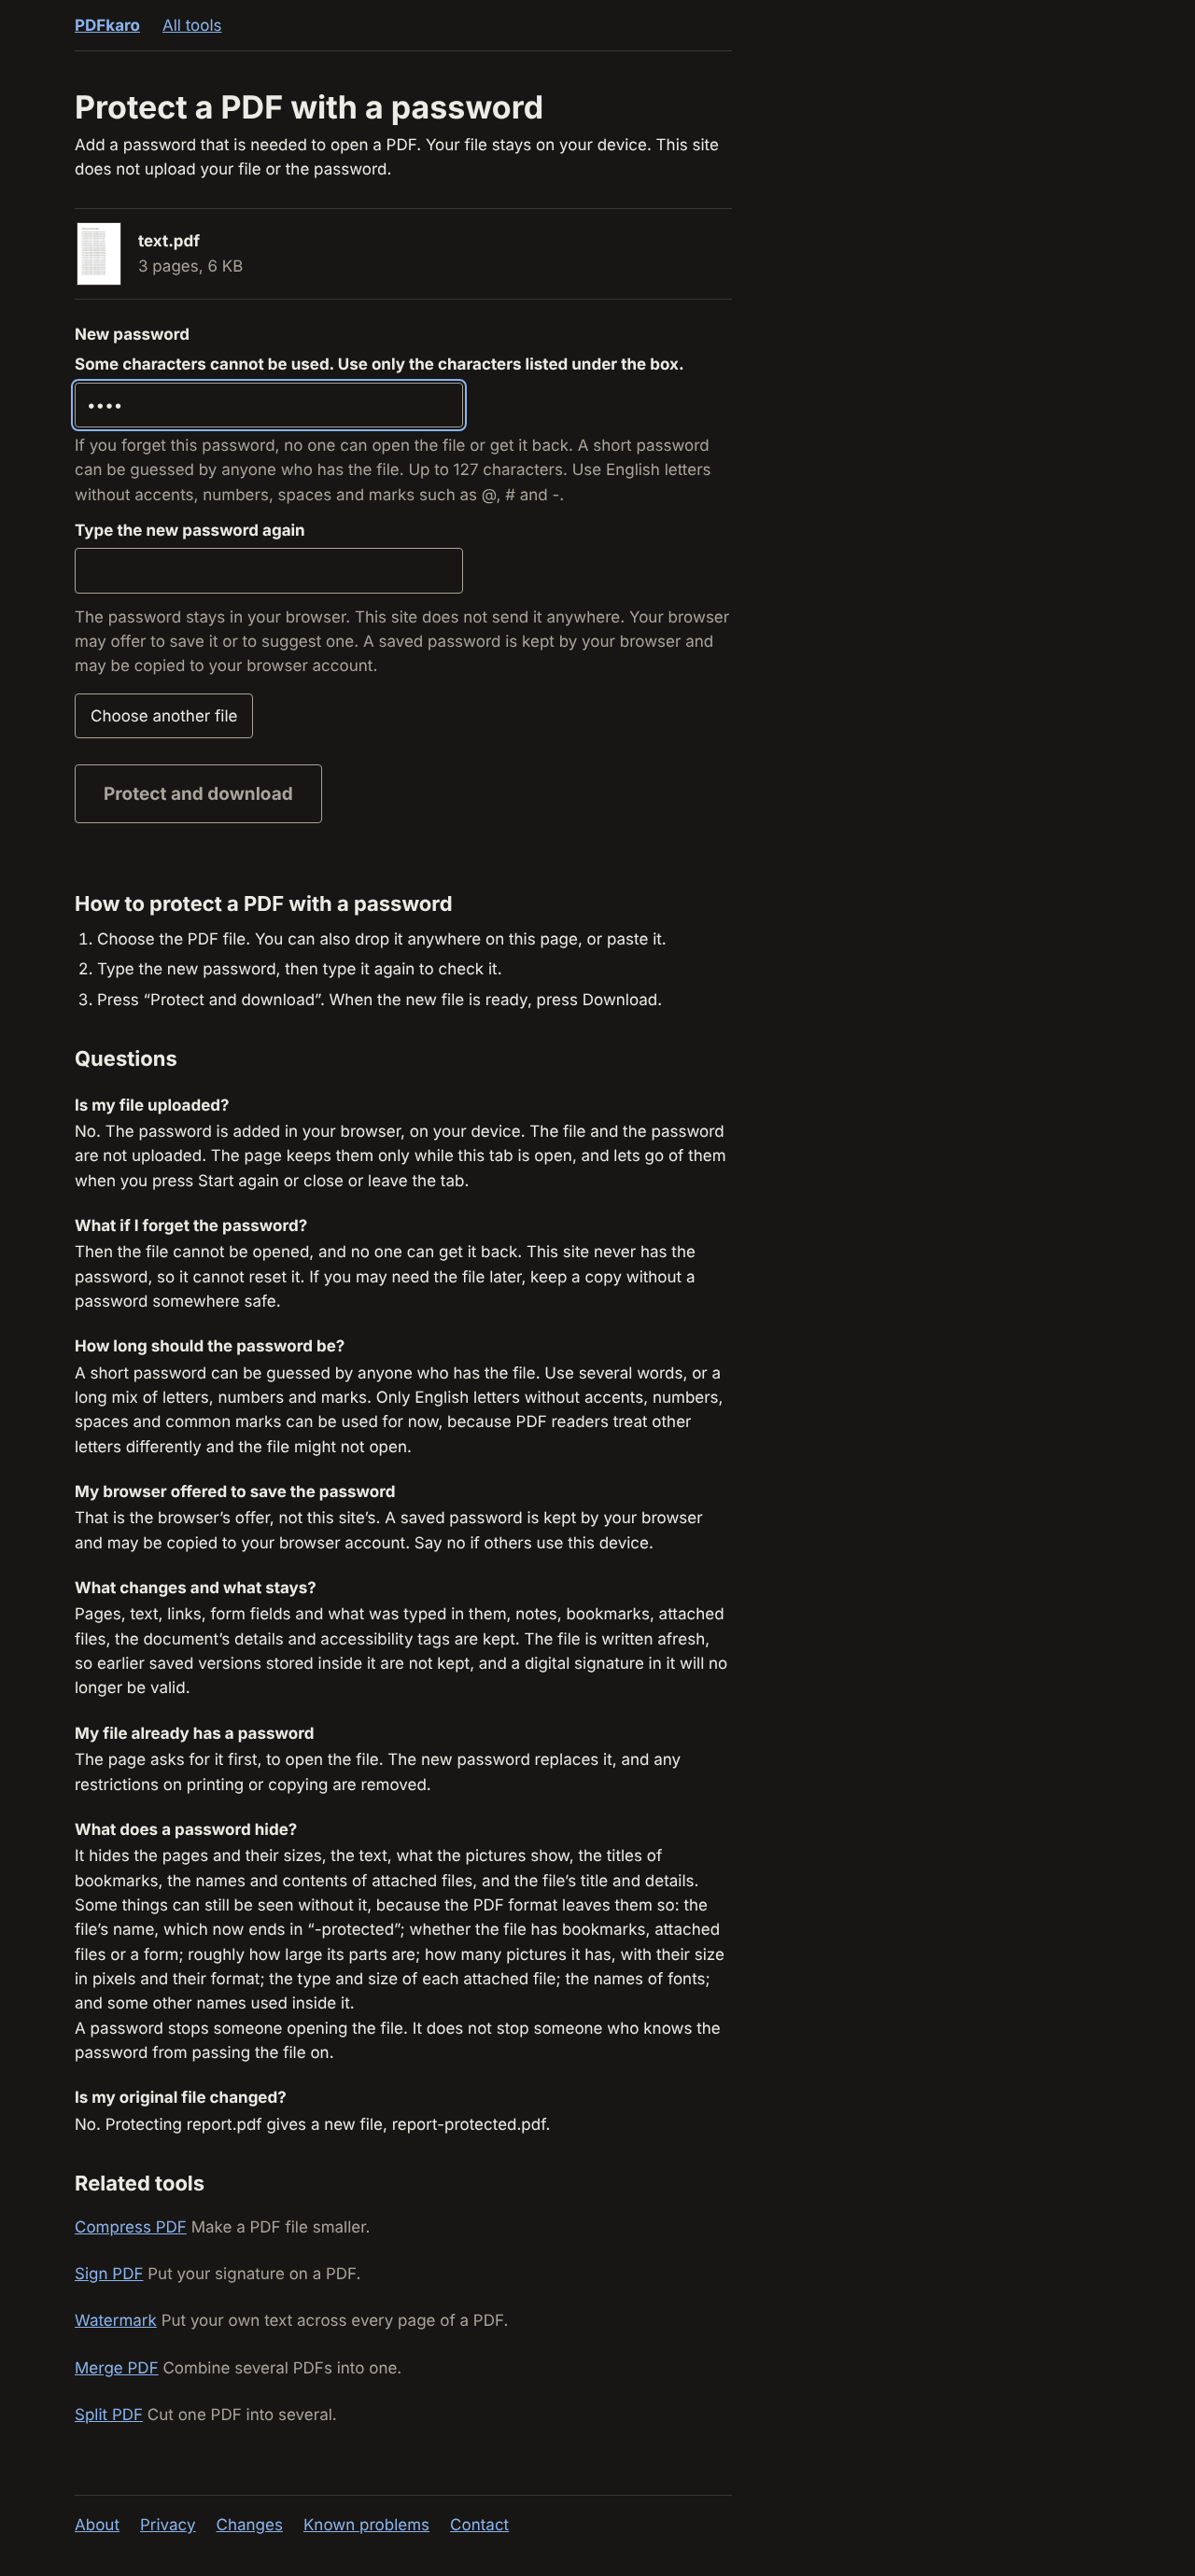 PDFkaro All tools
Protect a PDF with a password
Add a password that is needed to open a PDF. Your file stays on your device. This site
does not upload your file or the password.
text.pdf
3 pages, 6 KB
New password
Some characters cannot be used. Use only the characters listed under the box.
••••
If you forget this password, no one can open the file or get it back. A short password
can be guessed by anyone who has the file. Up to 127 characters. Use English letters
without accents, numbers, spaces and marks such as @, # and -.
Type the new password again
The password stays in your browser. This site does not send it anywhere. Your browser
may offer to save it or to suggest one. A saved password is kept by your browser and
may be copied to your browser account.
Choose another file
Protect and download
How to protect a PDF with a password
1. Choose the PDF file. You can also drop it anywhere on this page, or paste it.
2. Type the new password, then type it again to check it.
3. Press “Protect and download”. When the new file is ready, press Download.
Questions
Is my file uploaded?
No. The password is added in your browser, on your device. The file and the password
are not uploaded. The page keeps them only while this tab is open, and lets go of them
when you press Start again or close or leave the tab.
What if I forget the password?
Then the file cannot be opened, and no one can get it back. This site never has the
password, so it cannot reset it. If you may need the file later, keep a copy without a
password somewhere safe.
How long should the password be?
A short password can be guessed by anyone who has the file. Use several words, or a
long mix of letters, numbers and marks. Only English letters without accents, numbers,
spaces and common marks can be used for now, because PDF readers treat other
letters differently and the file might not open.
My browser offered to save the password
That is the browser’s offer, not this site’s. A saved password is kept by your browser
and may be copied to your browser account. Say no if others use this device.
What changes and what stays?
Pages, text, links, form fields and what was typed in them, notes, bookmarks, attached
files, the document’s details and accessibility tags are kept. The file is written afresh,
so earlier saved versions stored inside it are not kept, and a digital signature in it will no
longer be valid.
My file already has a password
The page asks for it first, to open the file. The new password replaces it, and any
restrictions on printing or copying are removed.
What does a password hide?
It hides the pages and their sizes, the text, what the pictures show, the titles of
bookmarks, the names and contents of attached files, and the file’s title and details.
Some things can still be seen without it, because the PDF format leaves them so: the
file’s name, which now ends in “-protected”; whether the file has bookmarks, attached
files or a form; roughly how large its parts are; how many pictures it has, with their size
in pixels and their format; the type and size of each attached file; the names of fonts;
and some other names used inside it.
A password stops someone opening the file. It does not stop someone who knows the
password from passing the file on.
Is my original file changed?
No. Protecting report.pdf gives a new file, report-protected.pdf.
Related tools
Compress PDF Make a PDF file smaller.
Sign PDF Put your signature on a PDF.
Watermark Put your own text across every page of a PDF.
Merge PDF Combine several PDFs into one.
Split PDF Cut one PDF into several.
About Privacy Changes Known problems Contact